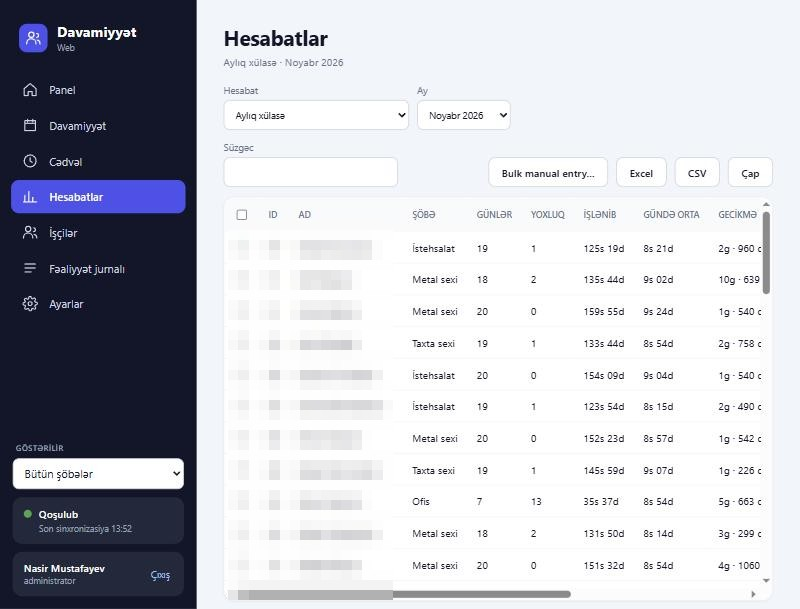 Davamiyyət
Web
Panel
Davamiyyət
Cədvəl
Hesabatlar
İşçilər
Fəaliyyət jurnalı
Ayarlar
GÖSTƏRİLİR
Bütün şöbələr
Qoşulub
Son sinxronizasiya 13:52
Nasir Mustafayev
administrator
Çıxış
Hesabatlar
Aylıq xülasə · Noyabr 2026
Hesabat
Ay
Aylıq xülasə
Noyabr 2026
Süzgəc
Bulk manual entry...
Excel
CSV
Çap
ID AD ŞÖBƏ GÜNLƏR YOXLUQ İŞLƏNİB GÜNDƏ ORTA GECİKMƏ
İstehsalat 19 1 125s 19d 8s 21d 2g · 960 d
Metal sexi 18 2 135s 44d 9s 02d 10g · 639
Metal sexi 20 0 159s 55d 9s 24d 1g · 540 d
Taxta sexi 19 1 133s 44d 8s 54d 2g · 758 d
İstehsalat 20 0 154s 09d 9s 04d 1g · 540 d
İstehsalat 19 1 123s 54d 8s 15d 2g · 490 d
Metal sexi 20 0 152s 23d 8s 57d 1g · 542 d
Taxta sexi 19 1 145s 59d 9s 07d 1g · 226 d
Ofis 7 13 35s 37d 8s 54d 5g · 663 d
Metal sexi 18 2 131s 50d 8s 14d 3g · 299 d
Metal sexi 20 0 151s 32d 8s 54d 4g · 1060